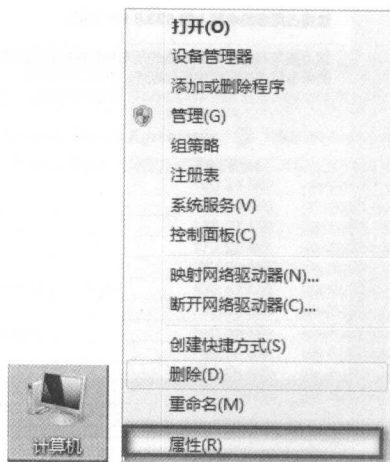 打开(O)
设备管理器
添加或删除程序
管理(G)
组策略
注册表
系统服务(V)
控制面板(C)
映射网络驱动器(N)...
断开网络驱动器(C)...
创建快捷方式(S)
删除(D)
重命名(M)
属性(R)
计算机